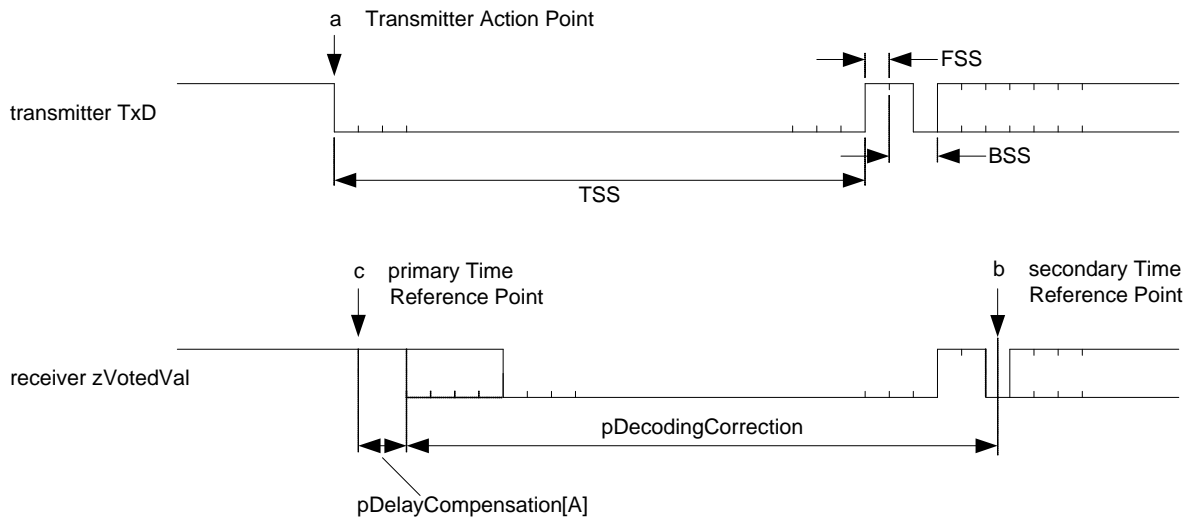 a Transmitter Action Point
FSS
transmitter TxD
BSS
TSS
c primary Time
Reference Point
b secondary Time
Reference Point
receiver zVotedVal
pDecodingCorrection
pDelayCompensation[A]